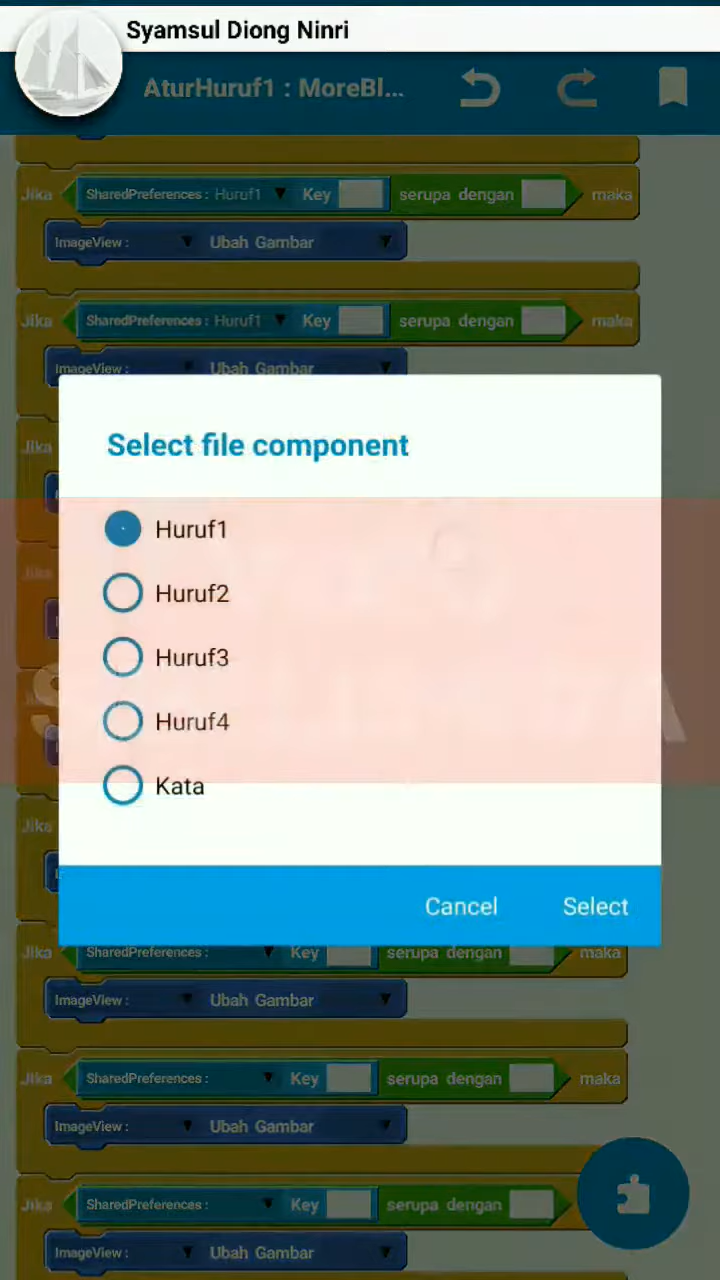 Syamsul Diong Ninri
AturHuruf1 : MoreBl...
Jika SharedPreferences : Huruf1 Key serupa dengan maka
ImageView : Ubah Gambar
Jika SharedPreferences : Huruf1 Key serupa dengan maka
ImageView : Ubah Gambar
Jika
Select file component
Huruf1
Jika
Huruf2
Huruf3
Huruf4
Kata
Jika
Cancel Select
Jika SharedPreferences : Key serupa dengan maka
ImageView : Ubah Gambar
Jika SharedPreferences : Key serupa dengan maka
ImageView : Ubah Gambar
Jika SharedPreferences : Key serupa dengan
ImageView : Ubah Gambar